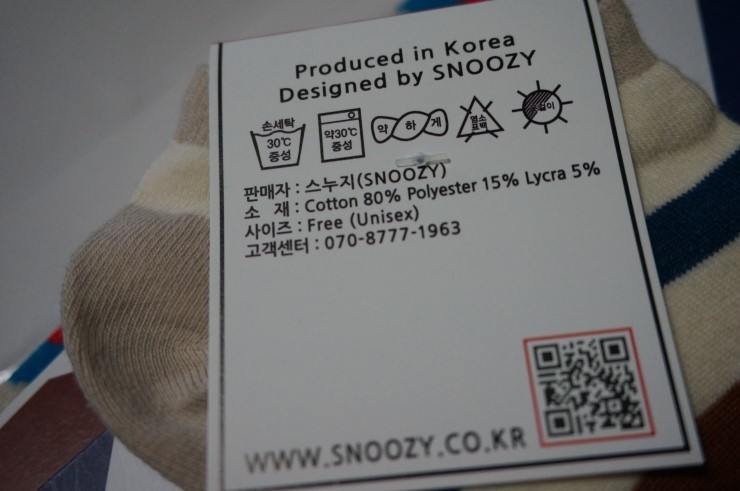 Produced in Korea
Designed by SNOOZY
손세탁
30℃
중성
약30℃
중성
약 하 게
염소
표백
걸이
판매자 : 스누지(SNOOZY)
소 재 : Cotton 80% Polyester 15% Lycra 5%
사이즈 : Free (Unisex)
고객센터 : 070-8777-1963
WWW.SNOOZY.CO.KR